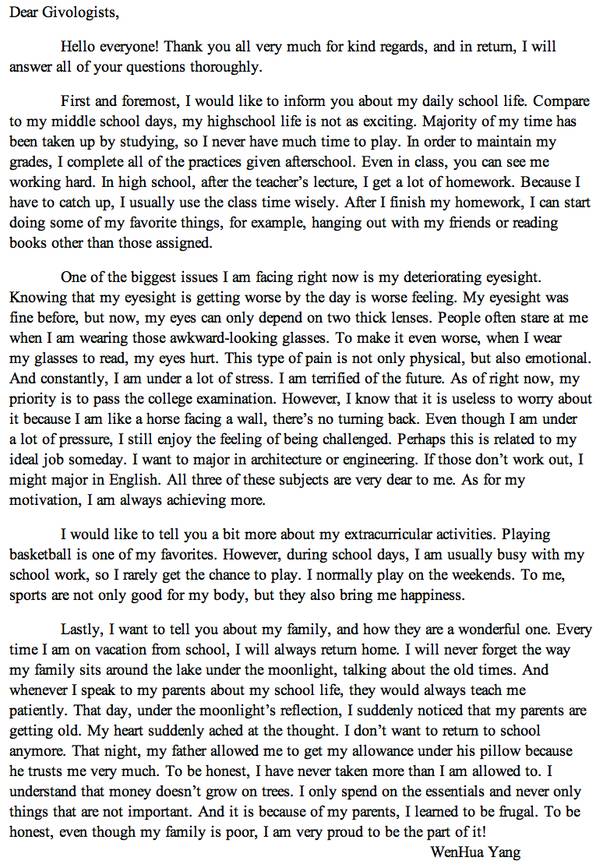 Dear Givologists,
Hello everyone! Thank you all very much for kind regards, and in return, I will
answer all of your questions thoroughly.
First and foremost, I would like to inform you about my daily school life. Compare
to my middle school days, my highschool life is not as exciting. Majority of my time has
been taken up by studying, so I never have much time to play. In order to maintain my
grades, I complete all of the practices given afterschool. Even in class, you can see me
working hard. In high school, after the teacher’s lecture, I get a lot of homework. Because I
have to catch up, I usually use the class time wisely. After I finish my homework, I can start
doing some of my favorite things, for example, hanging out with my friends or reading
books other than those assigned.
One of the biggest issues I am facing right now is my deteriorating eyesight.
Knowing that my eyesight is getting worse by the day is worse feeling. My eyesight was
fine before, but now, my eyes can only depend on two thick lenses. People often stare at me
when I am wearing those awkward-looking glasses. To make it even worse, when I wear
my glasses to read, my eyes hurt. This type of pain is not only physical, but also emotional.
And constantly, I am under a lot of stress. I am terrified of the future. As of right now, my
priority is to pass the college examination. However, I know that it is useless to worry about
it because I am like a horse facing a wall, there’s no turning back. Even though I am under
a lot of pressure, I still enjoy the feeling of being challenged. Perhaps this is related to my
ideal job someday. I want to major in architecture or engineering. If those don’t work out, I
might major in English. All three of these subjects are very dear to me. As for my
motivation, I am always achieving more.
I would like to tell you a bit more about my extracurricular activities. Playing
basketball is one of my favorites. However, during school days, I am usually busy with my
school work, so I rarely get the chance to play. I normally play on the weekends. To me,
sports are not only good for my body, but they also bring me happiness.
Lastly, I want to tell you about my family, and how they are a wonderful one. Every
time I am on vacation from school, I will always return home. I will never forget the way
my family sits around the lake under the moonlight, talking about the old times. And
whenever I speak to my parents about my school life, they would always teach me
patiently. That day, under the moonlight’s reflection, I suddenly noticed that my parents are
getting old. My heart suddenly ached at the thought. I don’t want to return to school
anymore. That night, my father allowed me to get my allowance under his pillow because
he trusts me very much. To be honest, I have never taken more than I am allowed to. I
understand that money doesn’t grow on trees. I only spend on the essentials and never only
things that are not important. And it is because of my parents, I learned to be frugal. To be
honest, even though my family is poor, I am very proud to be the part of it!
WenHua Yang